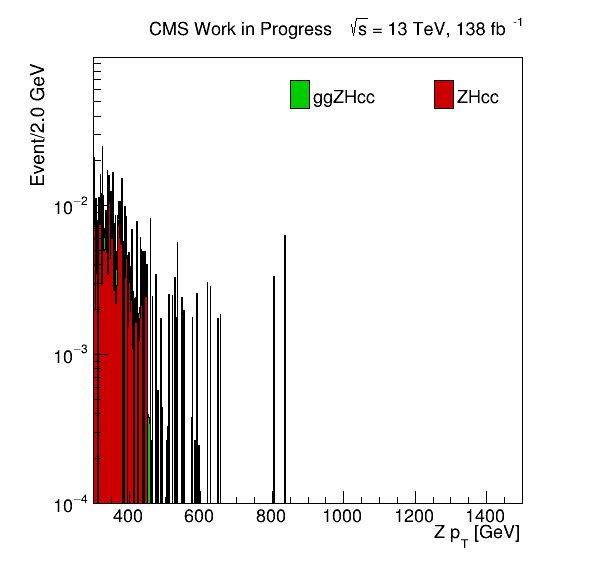 CMS Work in Progress √s = 13 TeV, 138 fb⁻¹
Event/2.0 GeV
ggZHcc ZHcc
10⁻²
10⁻³
10⁻⁴
400 600 800 1000 1200 1400
Z p_T [GeV]